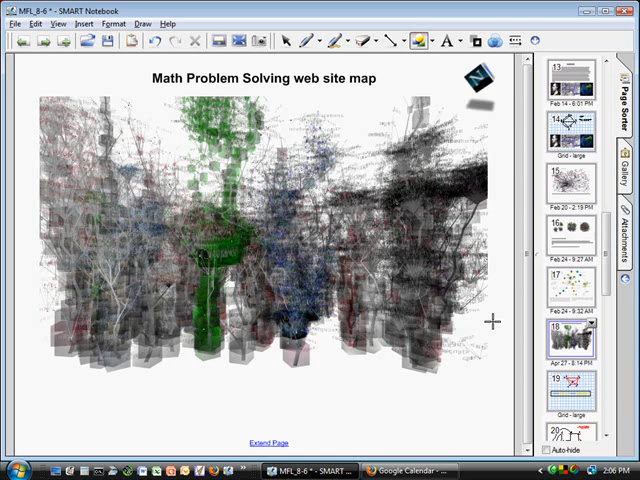 MFL_8-6 * - SMART Notebook
File Edit View Insert Format Draw Help
Math Problem Solving web site map
Extend Page
13
Feb 14 - 6:01 PM
14
Grid - large
15
Feb 20 - 2:19 PM
16
Feb 24 - 9:27 AM
17
Feb 24 - 9:32 AM
18
Apr 27 - 8:14 PM
19
Grid - large
20
Auto-hide
Page Sorter
Gallery
Attachments
MFL_8-6 * - SMART ...
Google Calendar - ...
2:06 PM